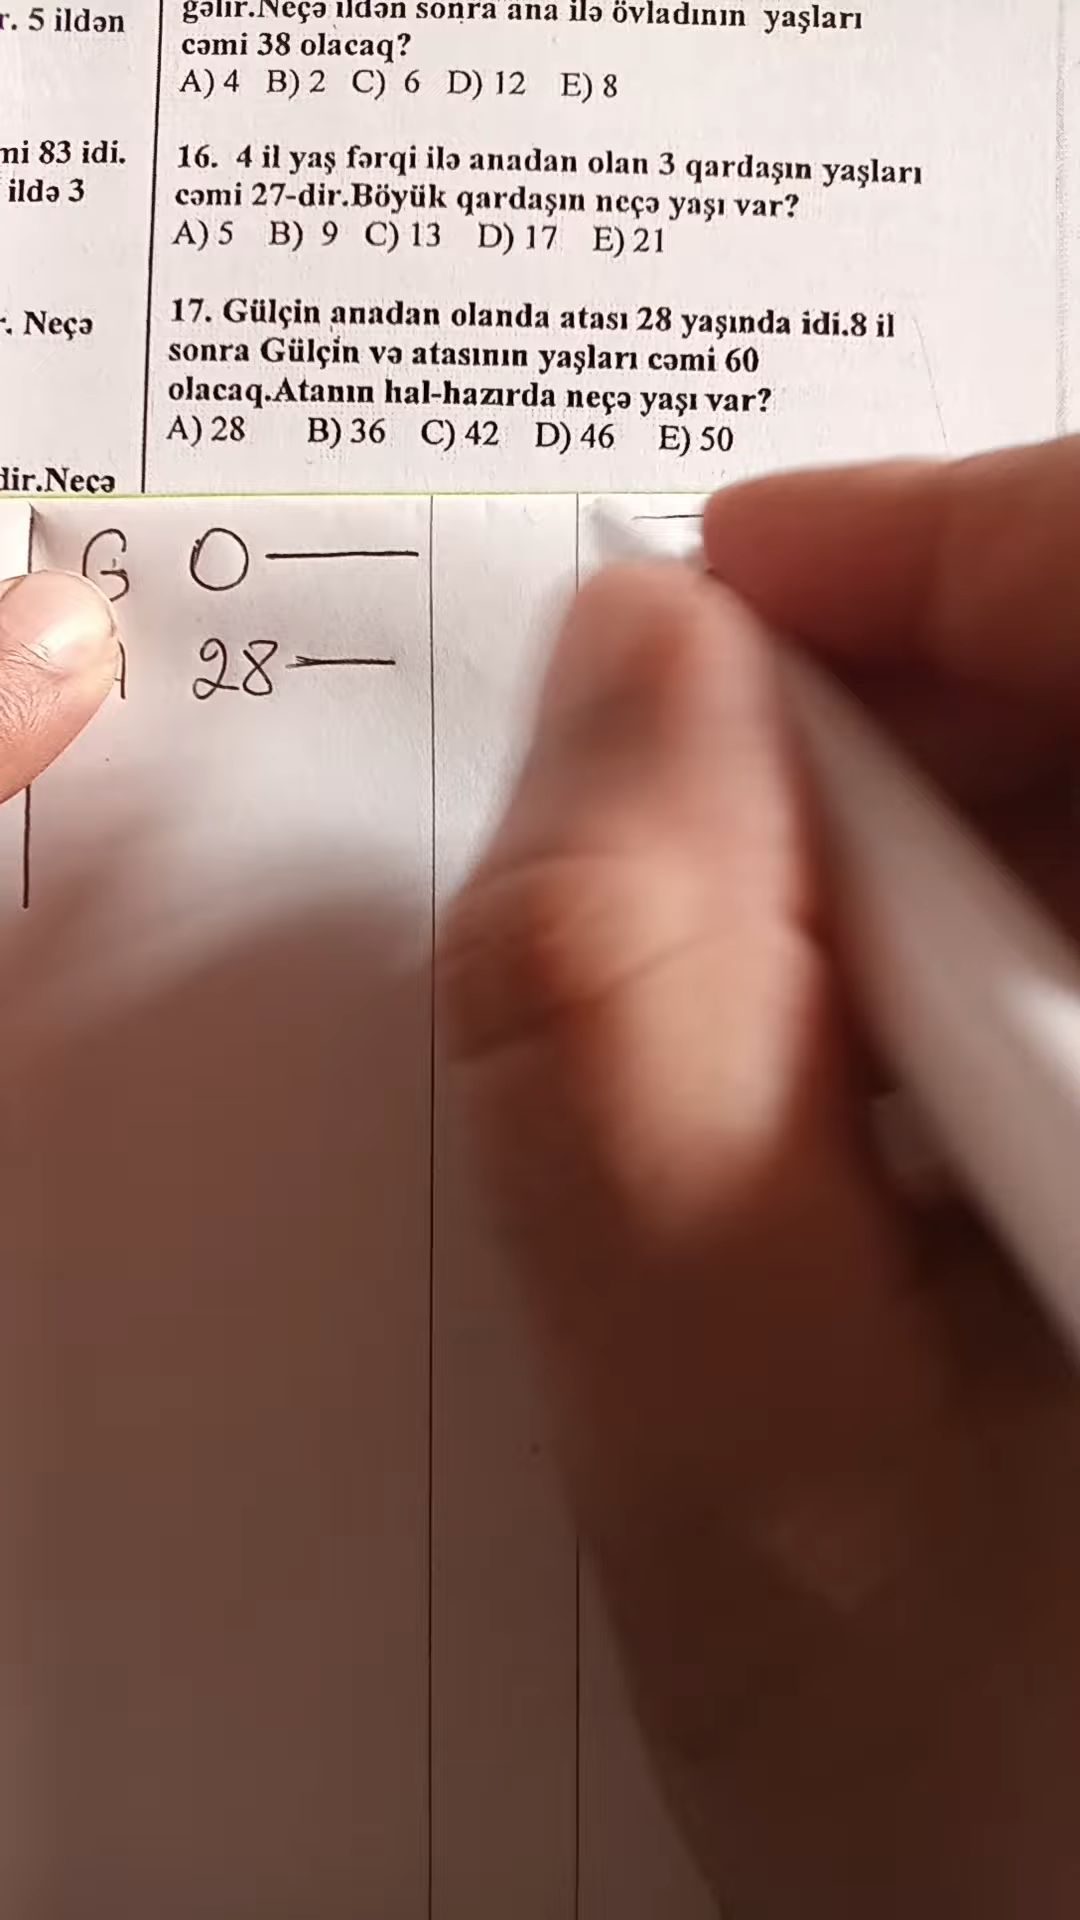 r. 5 ildən
mi 83 idi.
ildə 3
r. Neçə
dir.Neçə
gəlir.Neçə ildən sonra ana ilə övladının yaşları
cəmi 38 olacaq?
A) 4 B) 2 C) 6 D) 12 E) 8
16. 4 il yaş fərqi ilə anadan olan 3 qardaşın yaşları
cəmi 27-dir.Böyük qardaşın neçə yaşı var?
A) 5 B) 9 C) 13 D) 17 E) 21
17. Gülçin anadan olanda atası 28 yaşında idi.8 il
sonra Gülçin və atasının yaşları cəmi 60
olacaq.Atanın hal-hazırda neçə yaşı var?
A) 28 B) 36 C) 42 D) 46 E) 50
G 0 —
28 —